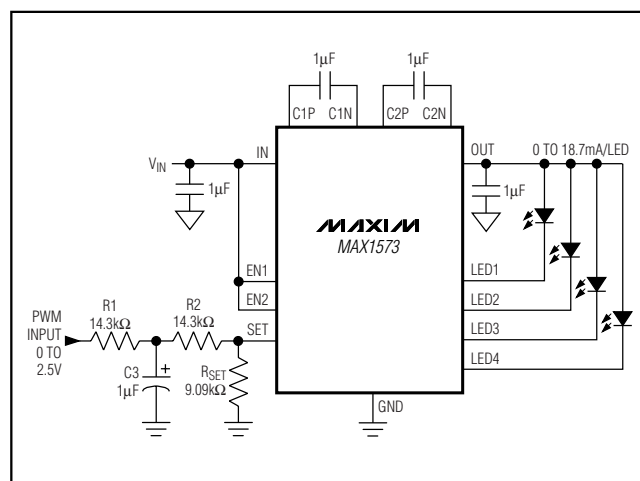 1µF
1µF
C1P C1N C2P C2N
V_IN
IN
OUT
0 TO 18.7mA/LED
1µF
1µF
MAXIM
MAX1573
EN1
LED1
EN2
LED2
PWM
INPUT
0 TO
2.5V
R1
14.3kΩ
R2
14.3kΩ
SET
LED3
C3
1µF
+
R_SET
9.09kΩ
LED4
GND